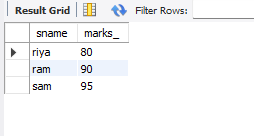 Result Grid Filter Rows:
sname marks_
riya 80
ram 90
sam 95